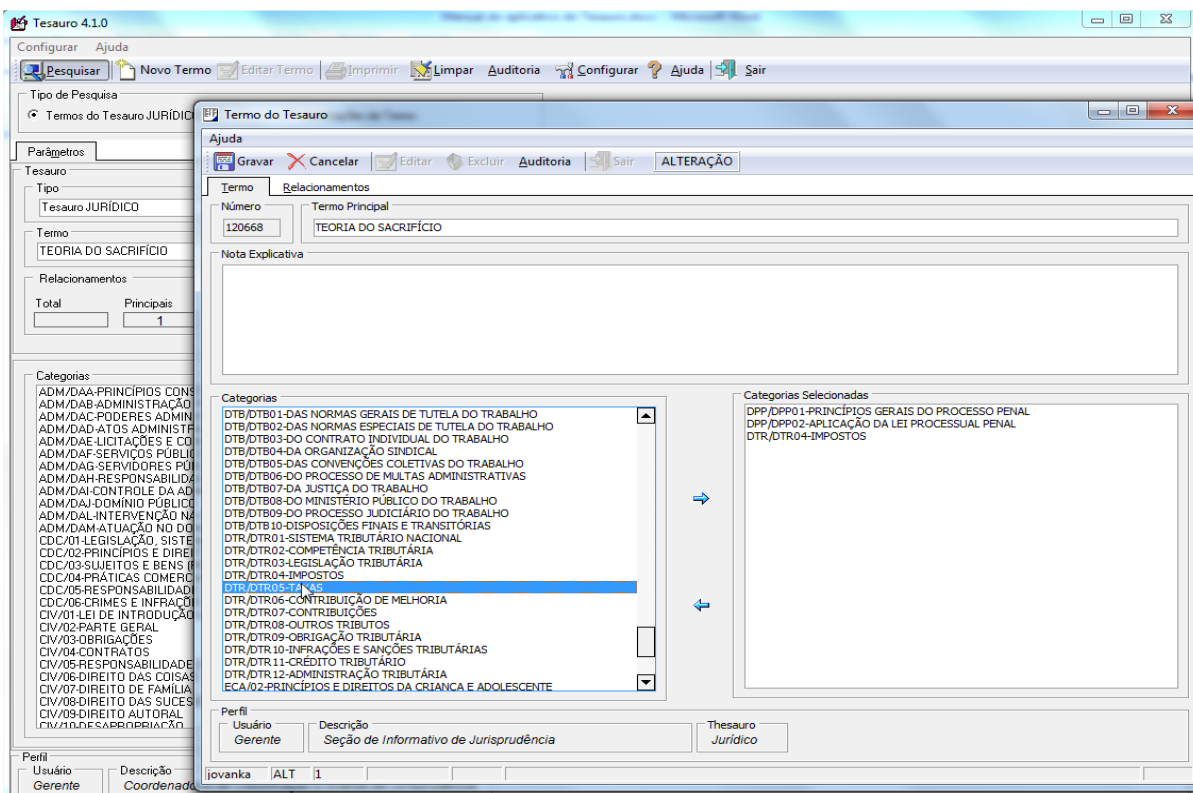 Tesauro 4.1.0
Configurar Ajuda
Pesquisar Novo Termo Editar Termo Imprimir Limpar Auditoria Configurar Ajuda Sair
Tipo de Pesquisa
Termos do Tesauro JURÍDIC
Parâmetros
Tesauro
Tipo
Tesauro JURÍDICO
Termo
TEORIA DO SACRIFÍCIO
Relacionamentos
Total Principais
1
Categorias
ADM/DAA-PRINCÍPIOS CONS
ADM/DAB-ADMINISTRAÇÃO
ADM/DAC-PODERES ADMIN
ADM/DAD-ATOS ADMINISTR
ADM/DAE-LICITAÇÕES E CO
ADM/DAF-SERVIÇOS PÚBLIC
ADM/DAG-SERVIDORES PÚ
ADM/DAH-RESPONSABILIDA
ADM/DAI-CONTROLE DA AD
ADM/DAJ-DOMÍNIO PÚBLICO
ADM/DAL-INTERVENÇÃO NA
ADM/DAM-ATUAÇÃO NO DO
CDC/01-LEGISLAÇÃO, SISTE
CDC/02-PRINCÍPIOS E DIREI
CDC/03-SUJEITOS E BENS (
CDC/04-PRÁTICAS COMERC
CDC/05-RESPONSABILIDADI
CDC/06-CRIMES E INFRAÇÕ
CIV/01-LEI DE INTRODUÇÃO
CIV/02-PARTE GERAL
CIV/03-OBRIGAÇÕES
CIV/04-CONTRATOS
CIV/05-RESPONSABILIDADE
CIV/06-DIREITO DAS COISAS
CIV/07-DIREITO DE FAMÍLIA
CIV/08-DIREITO DAS SUCES
CIV/09-DIREITO AUTORAL
CIV/10-DESAPROPRIAÇÃO
Perfil
Usuário Descrição
Gerente Coordenado
Termo do Tesauro
Ajuda
Gravar Cancelar Editar Excluir Auditoria Sair ALTERAÇÃO
Termo Relacionamentos
Número Termo Principal
120668 TEORIA DO SACRIFÍCIO
Nota Explicativa
Categorias
DTB/DTB01-DAS NORMAS GERAIS DE TUTELA DO TRABALHO
DTB/DTB02-DAS NORMAS ESPECIAIS DE TUTELA DO TRABALHO
DTB/DTB03-DO CONTRATO INDIVIDUAL DO TRABALHO
DTB/DTB04-DA ORGANIZAÇÃO SINDICAL
DTB/DTB05-DAS CONVENÇÕES COLETIVAS DO TRABALHO
DTB/DTB06-DO PROCESSO DE MULTAS ADMINISTRATIVAS
DTB/DTB07-DA JUSTIÇA DO TRABALHO
DTB/DTB08-DO MINISTÉRIO PÚBLICO DO TRABALHO
DTB/DTB09-DO PROCESSO JUDICIÁRIO DO TRABALHO
DTB/DTB10-DISPOSIÇÕES FINAIS E TRANSITÓRIAS
DTR/DTR01-SISTEMA TRIBUTÁRIO NACIONAL
DTR/DTR02-COMPETÊNCIA TRIBUTÁRIA
DTR/DTR03-LEGISLAÇÃO TRIBUTÁRIA
DTR/DTR04-IMPOSTOS
DTR/DTR05-TAXAS
DTR/DTR06-CONTRIBUIÇÃO DE MELHORIA
DTR/DTR07-CONTRIBUIÇÕES
DTR/DTR08-OUTROS TRIBUTOS
DTR/DTR09-OBRIGAÇÃO TRIBUTÁRIA
DTR/DTR10-INFRAÇÕES E SANÇÕES TRIBUTÁRIAS
DTR/DTR11-CRÉDITO TRIBUTÁRIO
DTR/DTR12-ADMINISTRAÇÃO TRIBUTÁRIA
ECA/02-PRINCÍPIOS E DIREITOS DA CRIANÇA E ADOLESCENTE
Categorias Selecionadas
DPP/DPP01-PRINCÍPIOS GERAIS DO PROCESSO PENAL
DPP/DPP02-APLICAÇÃO DA LEI PROCESSUAL PENAL
DTR/DTR04-IMPOSTOS
Perfil
Usuário Descrição Thesauro
Gerente Seção de Informativo de Jurisprudência Jurídico
jovanka ALT 1